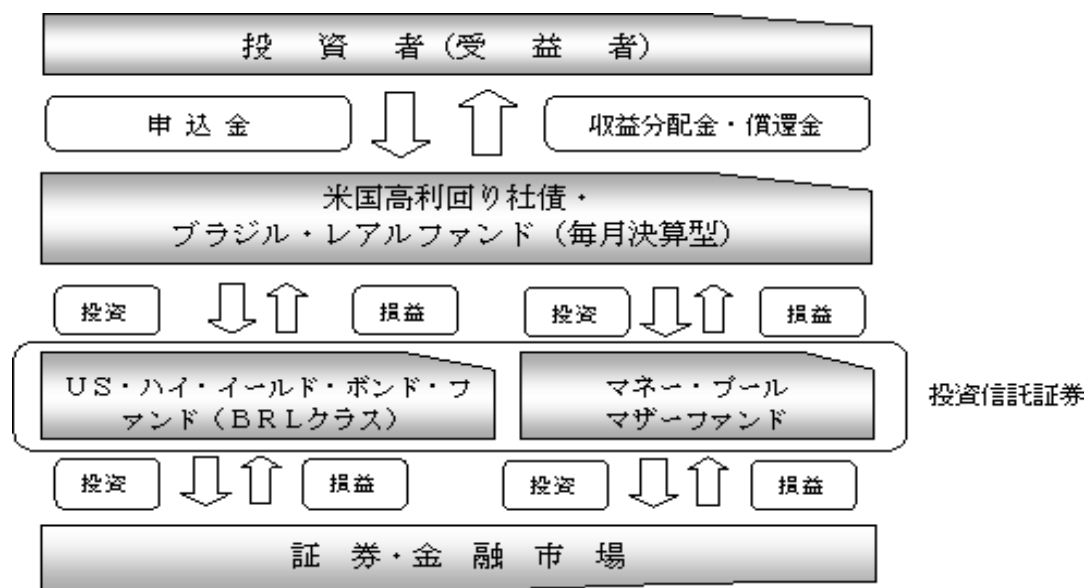 投 資 者（受 益 者）
申 込 金
収益分配金・償還金
米国高利回り社債・
ブラジル・レアルファンド（毎月決算型）
投資
損益
投資
損益
ＵＳ・ハイ・イールド・ボンド・フ
ァンド（ＢＲＬクラス）
マネー・プール
マザーファンド
投資信託証券
投資
損益
投資
損益
証 券・金 融 市 場